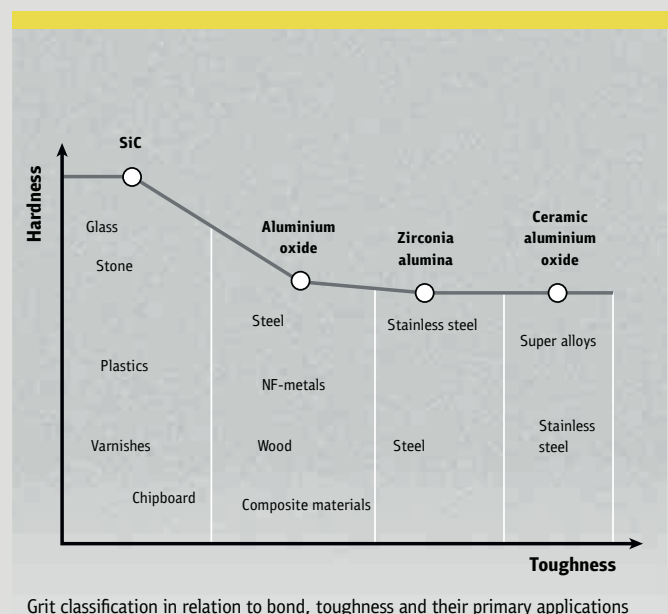 SiC
Hardness
Glass
Stone
Plastics
Varnishes
Chipboard
Aluminium
oxide
Steel
NF-metals
Wood
Composite materials
Zirconia
alumina
Stainless steel
Steel
Ceramic
aluminium
oxide
Super alloys
Stainless
steel
Toughness
Grit classification in relation to bond, toughness and their primary applications